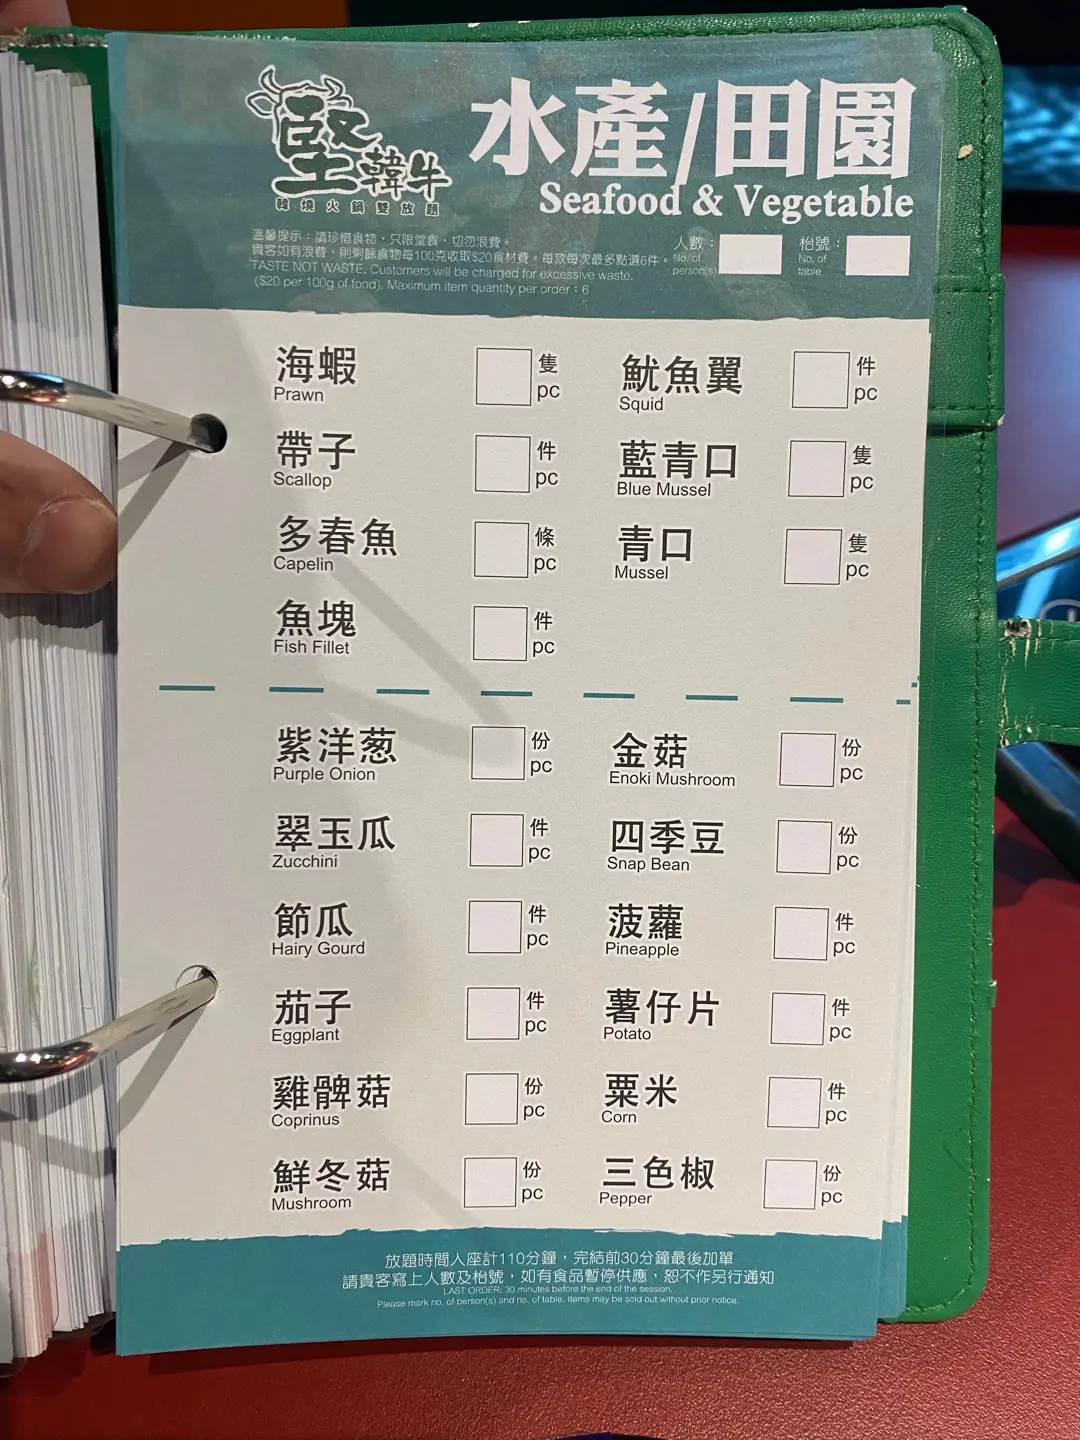 堅韓牛
韓燒火鍋雙放題
水產/田園
Seafood & Vegetable
溫馨提示：請珍惜食物，只限堂食，切勿浪費。
貴客如有浪費，則剩餘食物每100克收取$20食材費。每款每次最多點選6件。
TASTE NOT WASTE. Customers will be charged for excessive waste.
($20 per 100g of food). Maximum item quantity per order：6
人數：
No. of
person(s)
枱號：
No. of
table
海蝦
Prawn
隻
pc
魷魚翼
Squid
件
pc
帶子
Scallop
件
pc
藍青口
Blue Mussel
隻
pc
多春魚
Capelin
條
pc
青口
Mussel
隻
pc
魚塊
Fish Fillet
件
pc
紫洋葱
Purple Onion
份
pc
金菇
Enoki Mushroom
份
pc
翠玉瓜
Zucchini
件
pc
四季豆
Snap Bean
份
pc
節瓜
Hairy Gourd
件
pc
菠蘿
Pineapple
件
pc
茄子
Eggplant
件
pc
薯仔片
Potato
件
pc
雞髀菇
Coprinus
份
pc
粟米
Corn
件
pc
鮮冬菇
Mushroom
份
pc
三色椒
Pepper
份
pc
放題時間人座計110分鐘，完結前30分鐘最後加單
請貴客寫上人數及枱號，如有食品暫停供應，恕不作另行通知
LAST ORDER: 30 minutes before the end of the session.
Please mark no. of person(s) and no. of table. Items may be sold out without prior notice.